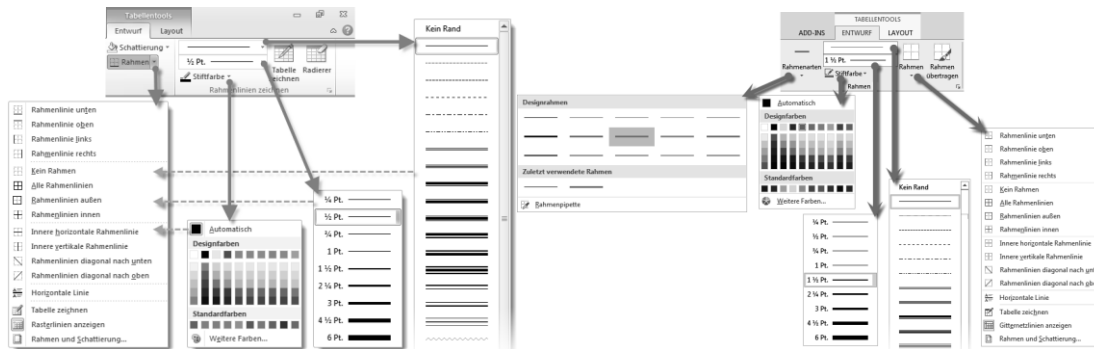 Tabellentools
Entwurf Layout
Schattierung
Rahmen
½ Pt.
Stiftfarbe
Tabelle zeichnen
Radierer
Rahmenlinien zeichnen
Rahmenlinie unten
Rahmenlinie oben
Rahmenlinie links
Rahmenlinie rechts
Kein Rahmen
Alle Rahmenlinien
Rahmenlinien außen
Rahmenlinien innen
Innere horizontale Rahmenlinie
Innere vertikale Rahmenlinie
Rahmenlinien diagonal nach unten
Rahmenlinien diagonal nach oben
Horizontale Linie
Tabelle zeichnen
Rasterlinien anzeigen
Rahmen und Schattierung...
Automatisch
Designfarben
Standardfarben
Weitere Farben...
¼ Pt.
½ Pt.
¾ Pt.
1 Pt.
1 ½ Pt.
2 ¼ Pt.
3 Pt.
4 ½ Pt.
6 Pt.
Kein Rand
TABELLENTOOLS
ADD-INS ENTWURF LAYOUT
Rahmenarten
1 ½ Pt.
Stiftfarbe
Rahmen
Rahmen übertragen
Rahmen
Designrahmen
Zuletzt verwendete Rahmen
Rahmenpipette
Automatisch
Designfarben
Standardfarben
Weitere Farben...
¼ Pt.
½ Pt.
¾ Pt.
1 Pt.
1 ½ Pt.
2 ¼ Pt.
3 Pt.
4 ½ Pt.
6 Pt.
Kein Rand
Rahmenlinie unten
Rahmenlinie oben
Rahmenlinie links
Rahmenlinie rechts
Kein Rahmen
Alle Rahmenlinien
Rahmenlinien außen
Rahmenlinien innen
Innere horizontale Rahmenlinie
Innere vertikale Rahmenlinie
Rahmenlinien diagonal nach unt
Rahmenlinien diagonal nach obe
Horizontale Linie
Tabelle zeichnen
Gitternetzlinien anzeigen
Rahmen und Schattierung...